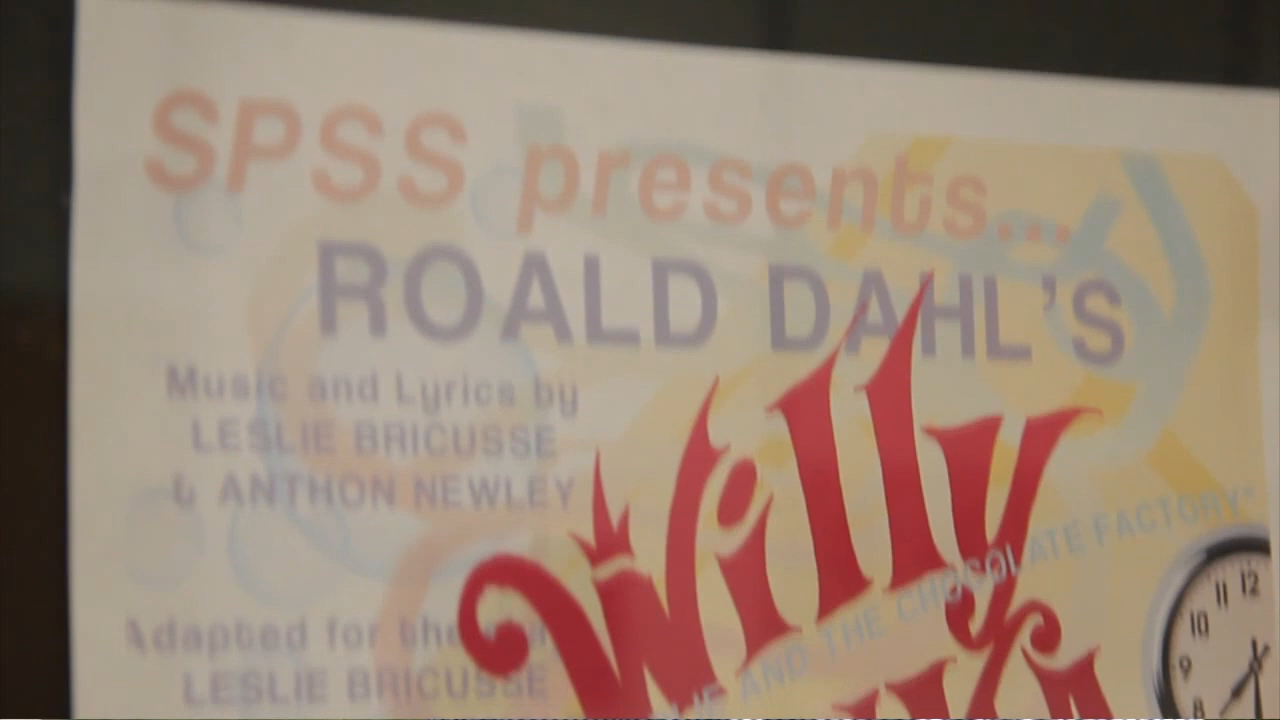 SPSS presents...
ROALD DAHL'S
Music and Lyrics by
LESLIE BRICUSSE
& ANTHON NEWLEY
Willy
AND THE CHOCOLATE FACTORY"
Adapted for the
LESLIE BRICUSSE
12
11
10
9
8